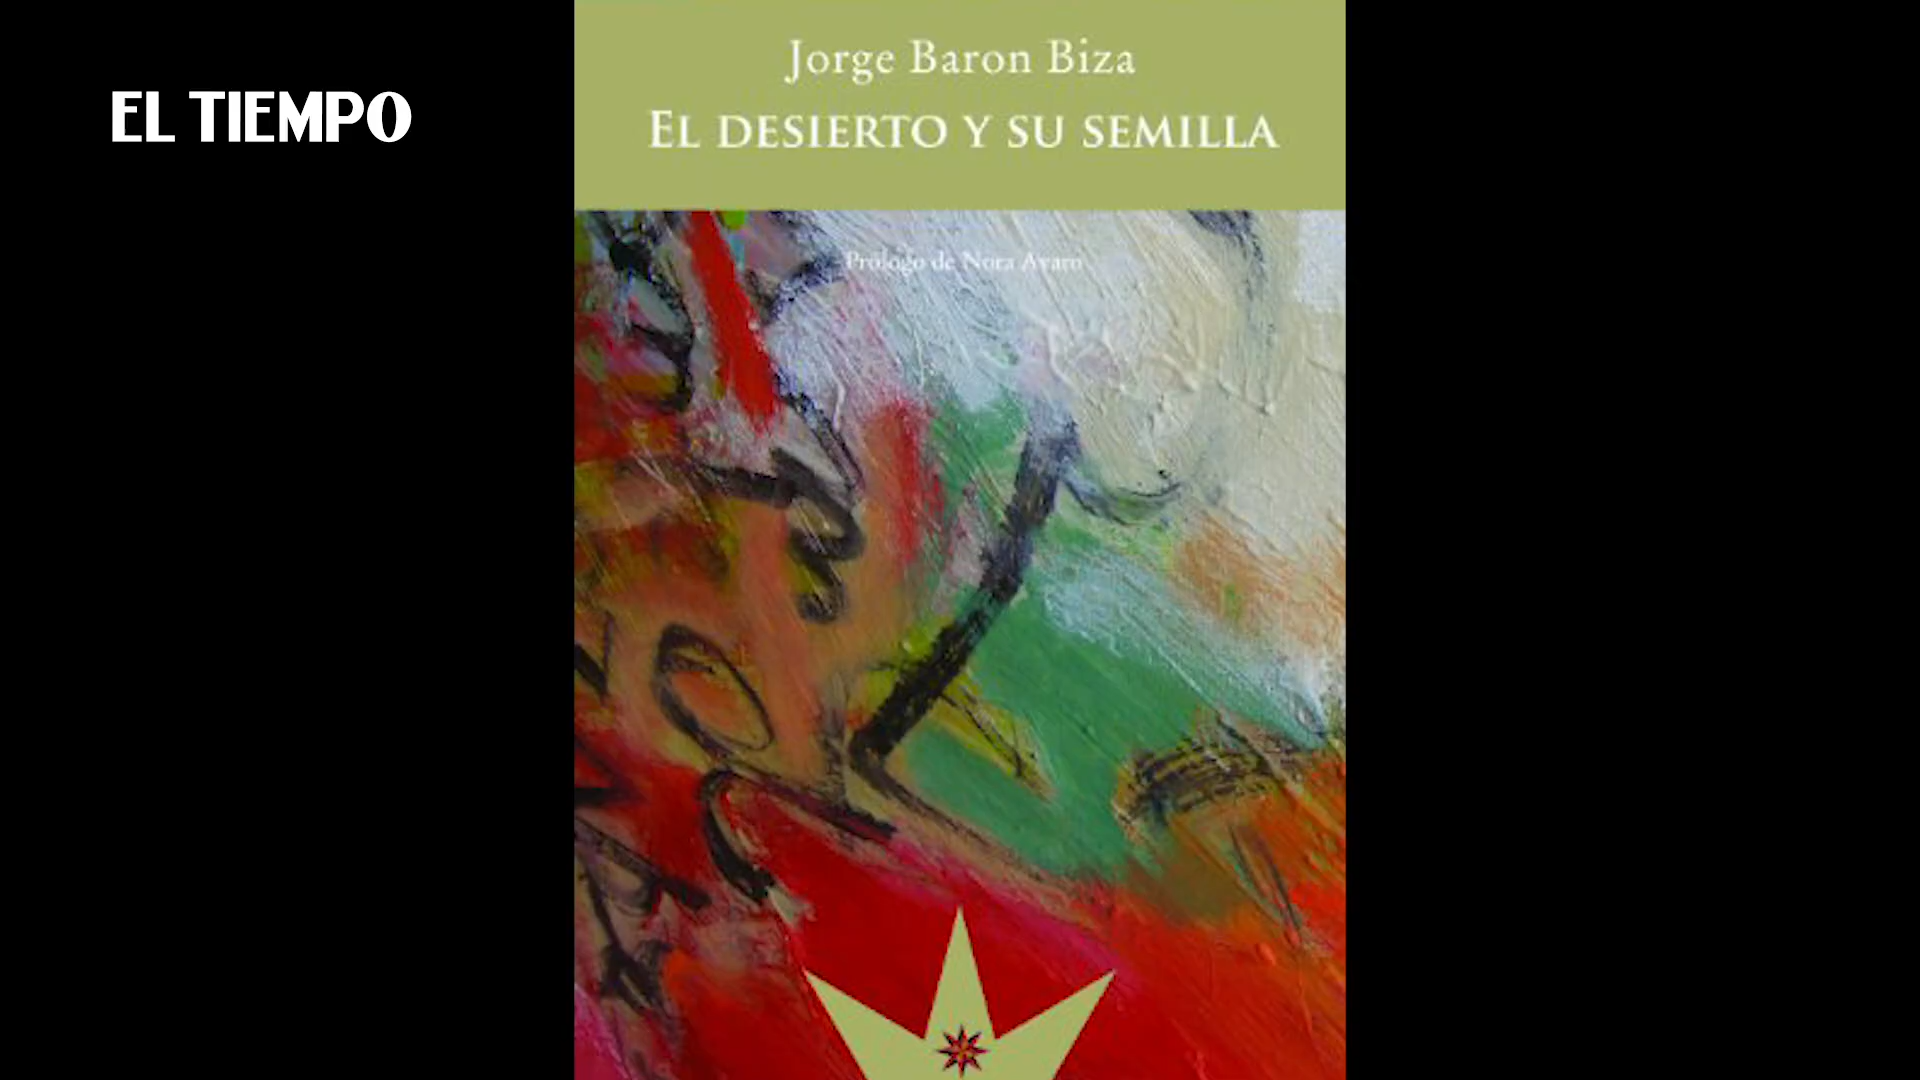 EL TIEMPO
Jorge Baron Biza
EL DESIERTO Y SU SEMILLA
Prólogo de Nora Avaro